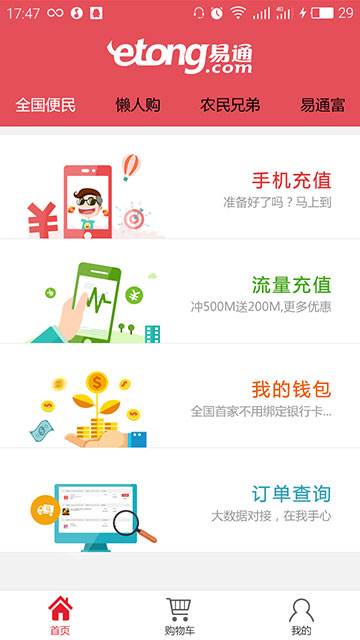 17:47
29
etong易通
.com
全国便民 懒人购 农民兄弟 易通富
手机充值
准备好了吗？马上到
流量充值
冲500M送200M,更多优惠
我的钱包
全国首家不用绑定银行卡...
订单查询
大数据对接，在我手心
首页 购物车 我的